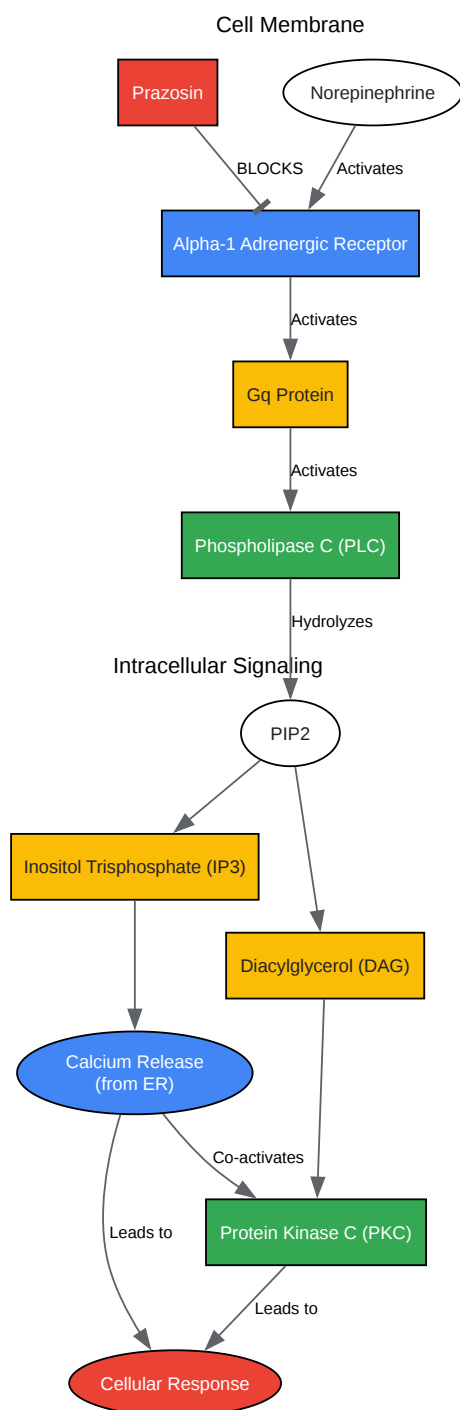 Cell Membrane
Prazosin
Norepinephrine
BLOCKS
Activates
Alpha-1 Adrenergic Receptor
Activates
Gq Protein
Activates
Phospholipase C (PLC)
Hydrolyzes
Intracellular Signaling
PIP2
Inositol Trisphosphate (IP3)
Diacylglycerol (DAG)
Calcium Release
(from ER)
Co-activates
Protein Kinase C (PKC)
Leads to
Leads to
Cellular Response